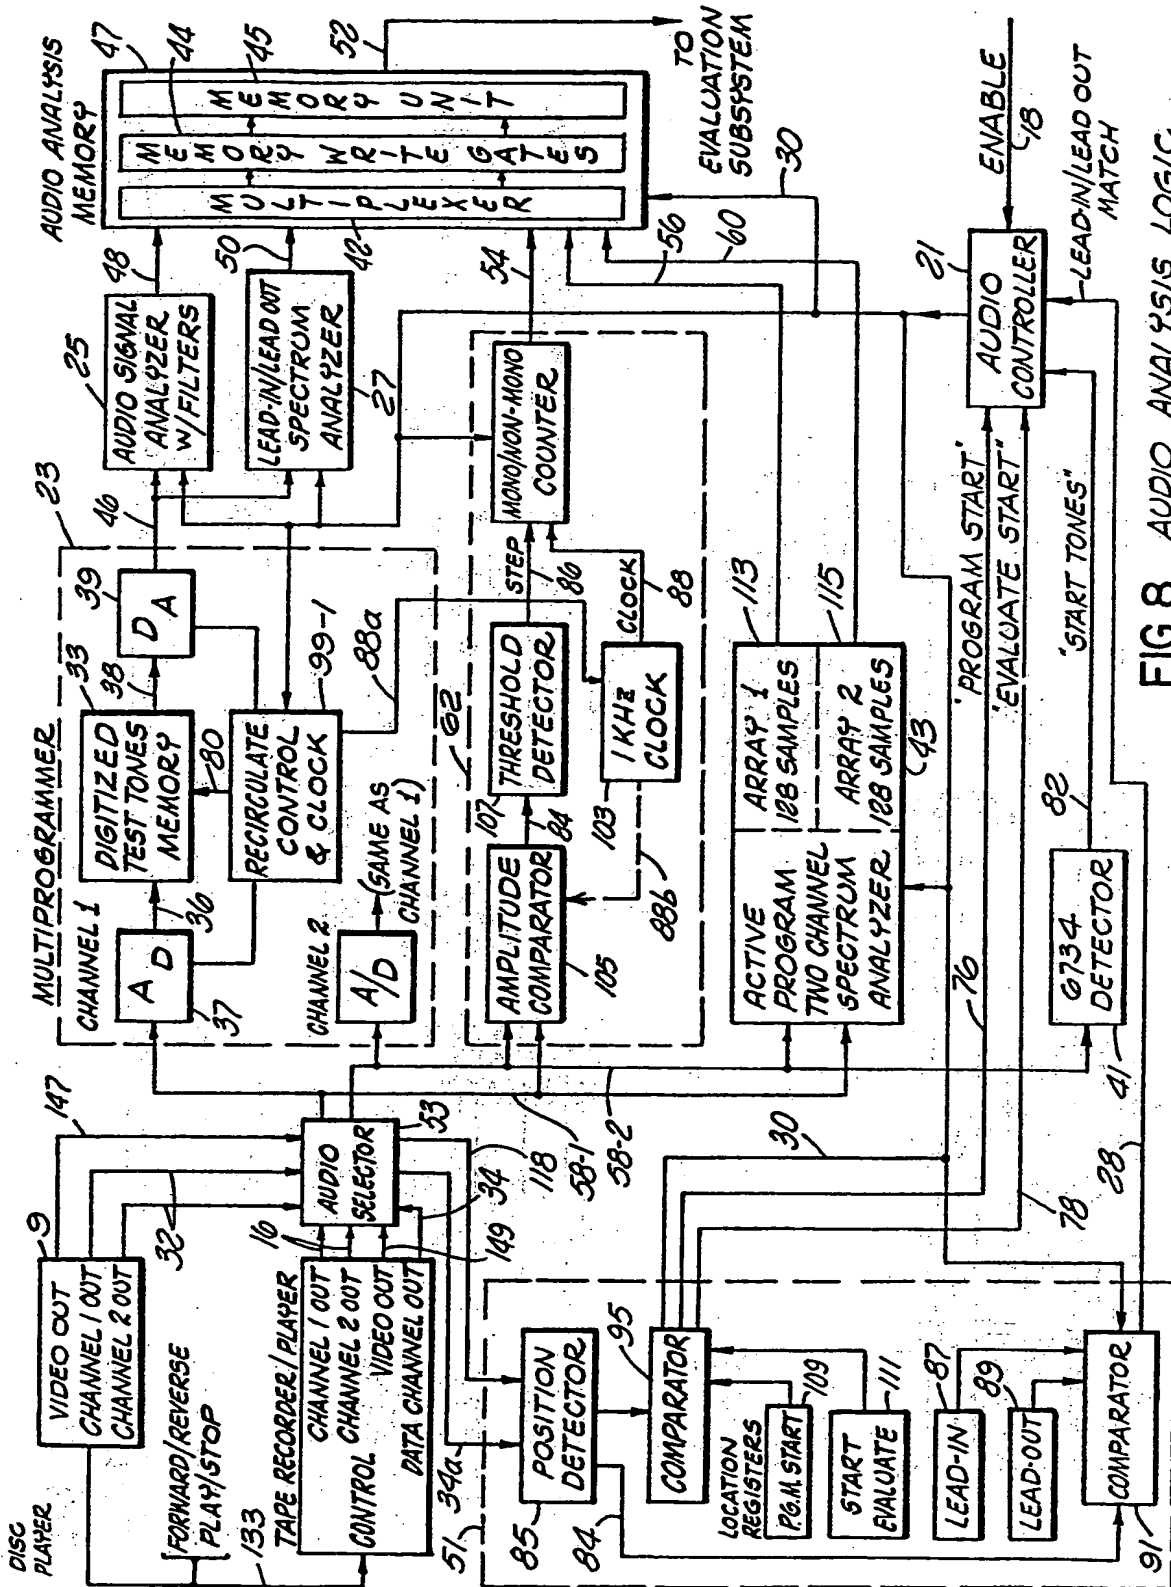 DISC
PLAYER
9
VIDEO OUT
CHANNEL 1 OUT
CHANNEL 2 OUT
147
32
FORWARD/REVERSE
PLAY/STOP
133
TAPE RECORDER/PLAYER
CHANNEL 1 OUT
CHANNEL 2 OUT
VIDEO OUT
CONTROL
DATA CHANNEL OUT
16
149
34
34a
AUDIO
SELECTOR
53
118
58-1
58-2
MULTIPROGRAMMER
23
CHANNEL 1
A
D
37
36
DIGITIZED
TEST TONES
MEMORY
33
38
D
A
39
80
RECIRCULATE
CONTROL
& CLOCK
99-1
88a
CHANNEL 2
A/D
(SAME AS
CHANNEL 1)
46
25
AUDIO SIGNAL
ANALYZER
W/FILTERS
48
LEAD-IN/LEAD OUT
SPECTRUM
ANALYZER
27
50
AUDIO ANALYSIS
MEMORY
47
44
45
MULTIPLEXER
MEMORY WRITE GATES
MEMORY UNIT
42
52
TO
EVALUATION
SUBSYSTEM
62
AMPLITUDE
COMPARATOR
105
84
107
THRESHOLD
DETECTOR
STEP
86
MONO/NON-MONO
COUNTER
54
1 KHz
CLOCK
103
CLOCK
88
88b
56
60
30
ACTIVE
PROGRAM
TWO CHANNEL
SPECTRUM
ANALYZER
ARRAY 1
128 SAMPLES
ARRAY 2
128 SAMPLES
113
115
43
51
POSITION
DETECTOR
85
84
COMPARATOR
95
30
76
78
"PROGRAM START"
"EVALUATE START"
LOCATION
REGISTERS
PGM. START
109
START
EVALUATE
111
LEAD-IN
87
LEAD-OUT
89
COMPARATOR
91
28
G734
DETECTOR
41
82
"START TONES"
AUDIO
CONTROLLER
21
ENABLE
18
LEAD-IN/LEAD OUT
MATCH
FIG.8 AUDIO ANALYSIS LOGIC